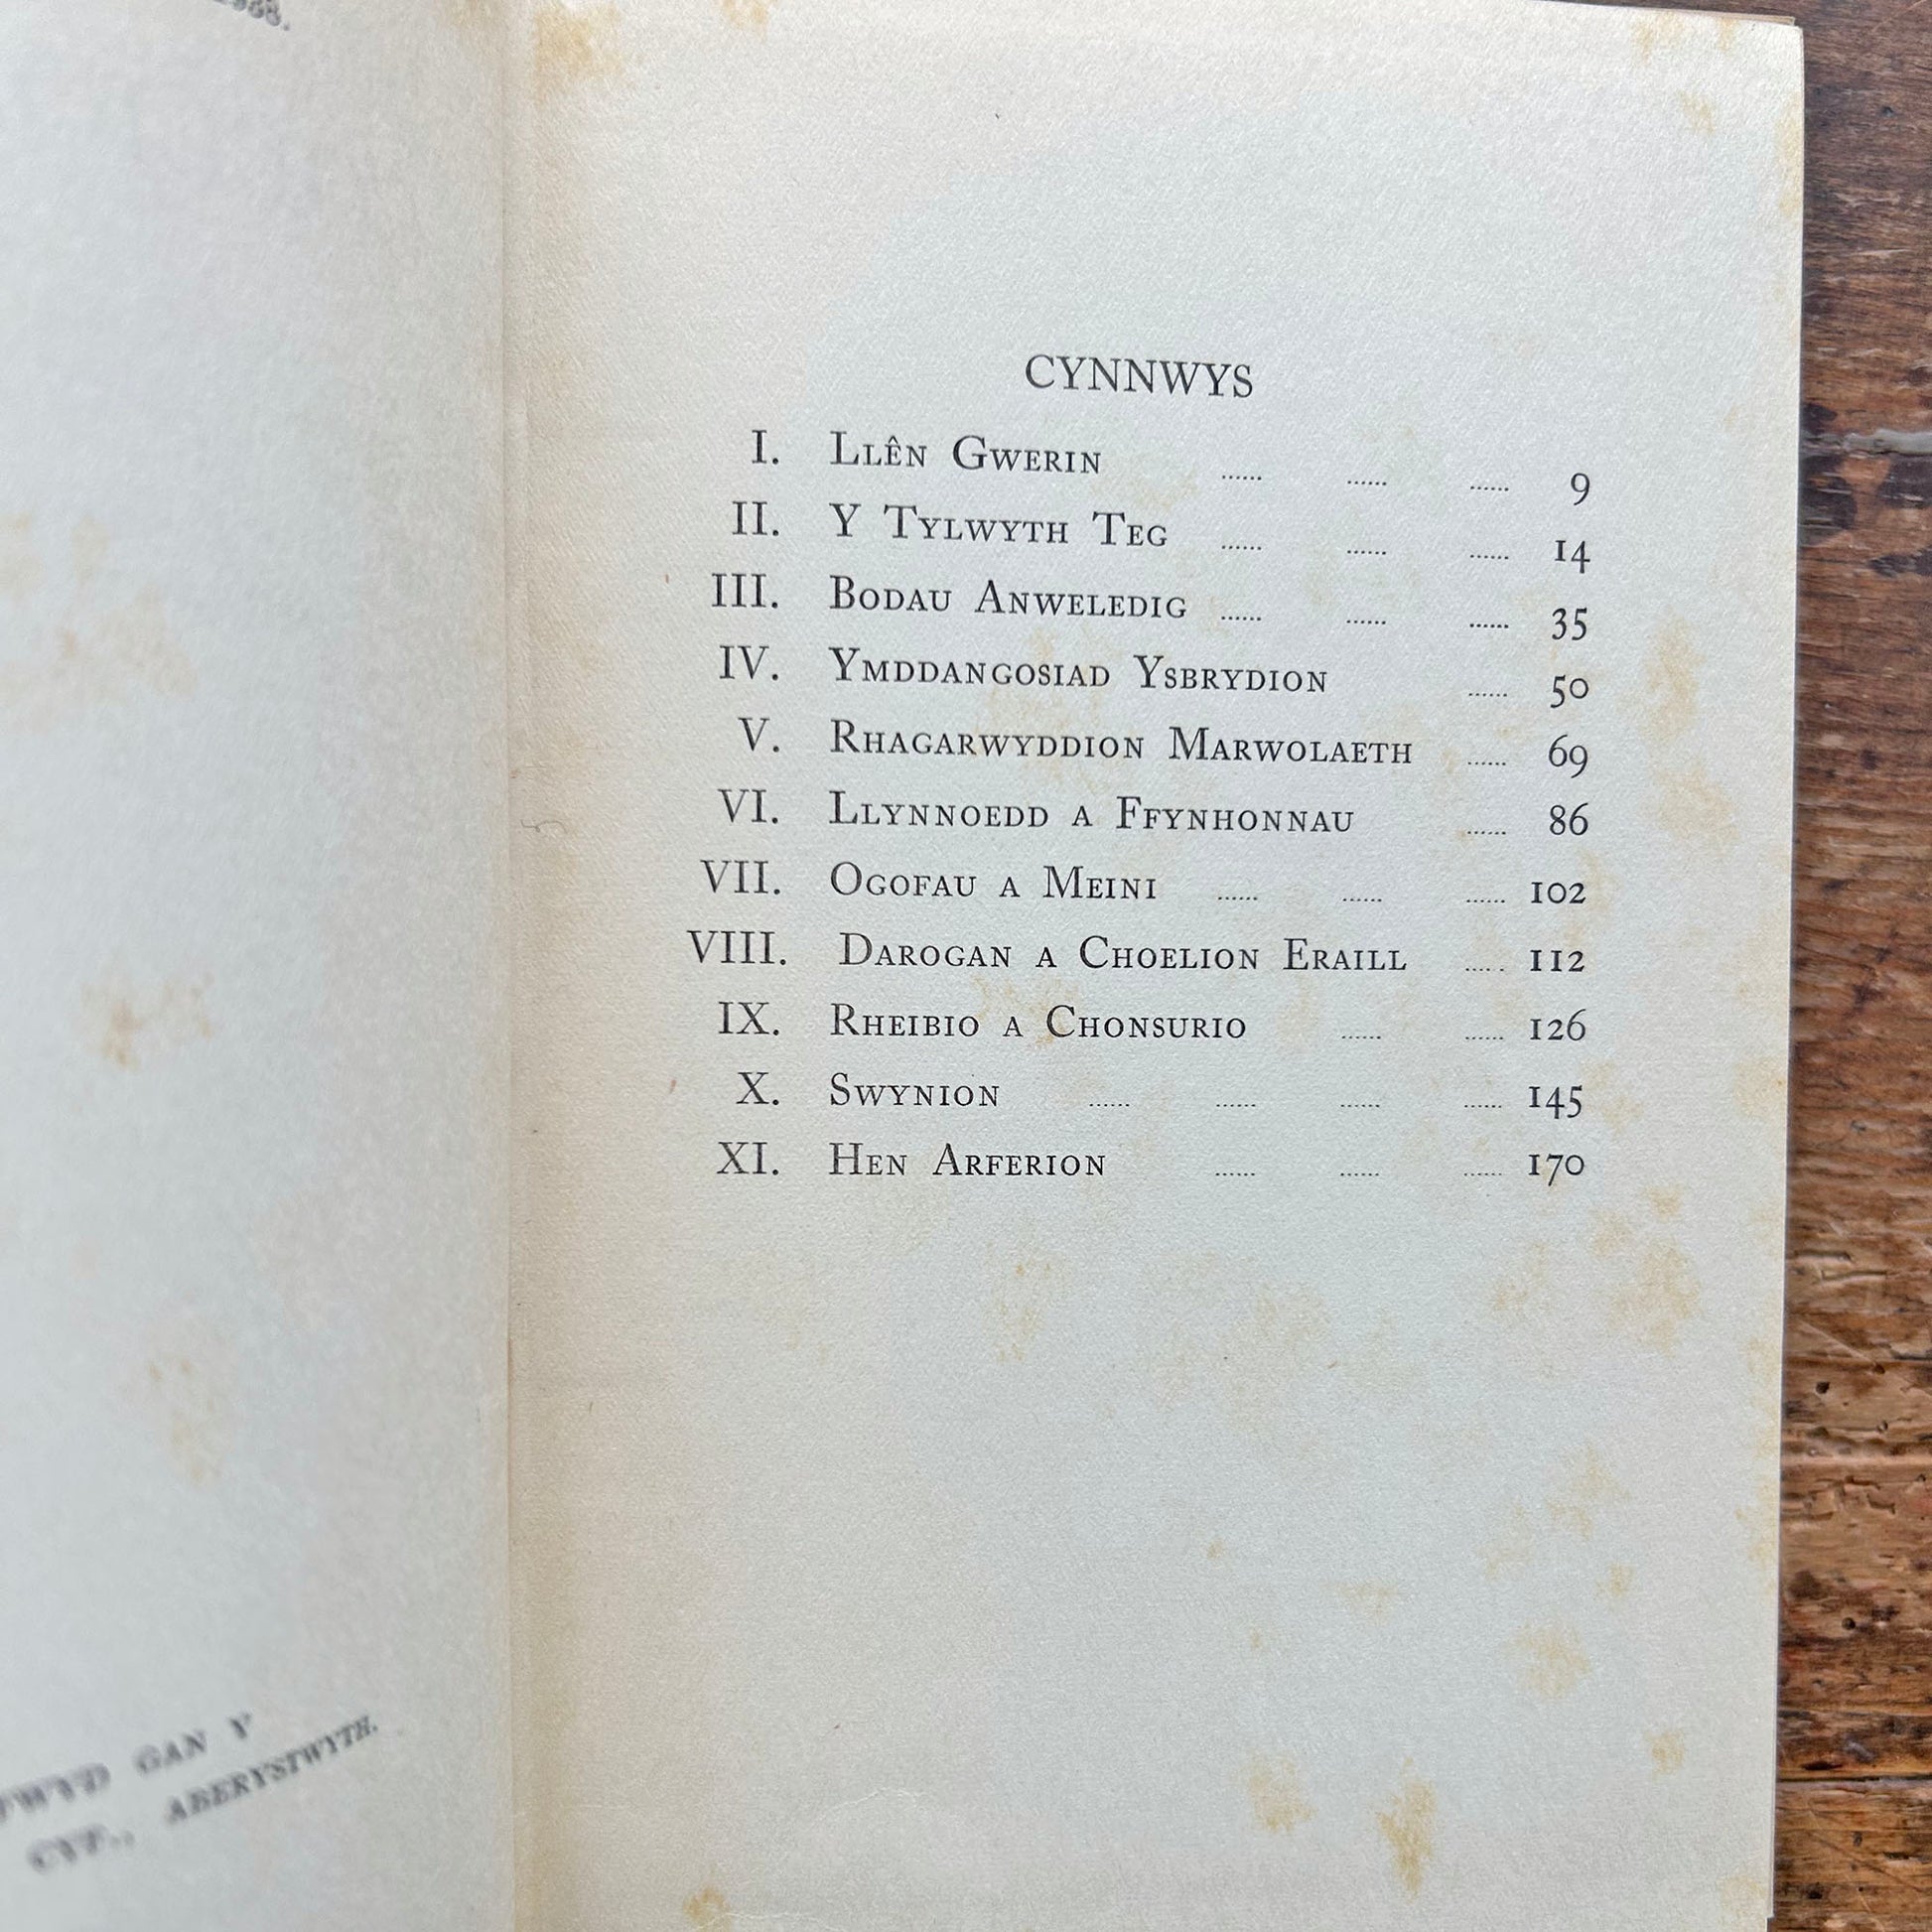 1938.
GAN Y
CYF., ABERYSTWYTH.
CYNNWYS
I. LLÊN GWERIN ...... ...... ...... 9
II. Y TYLWYTH TEG ...... ...... ...... 14
III. BODAU ANWELEDIG ...... ...... ...... 35
IV. YMDDANGOSIAD YSBRYDION ...... 50
V. RHAGARWYDDION MARWOLAETH ...... 69
VI. LLYNNOEDD A FFYNHONNAU ...... 86
VII. OGOFAU A MEINI ...... ...... ...... 102
VIII. DAROGAN A CHOELION ERAILL ...... 112
IX. RHEIBIO A CHONSURIO ...... ...... 126
X. SWYNION ...... ...... ...... ...... 145
XI. HEN ARFERION ...... ...... ...... 170